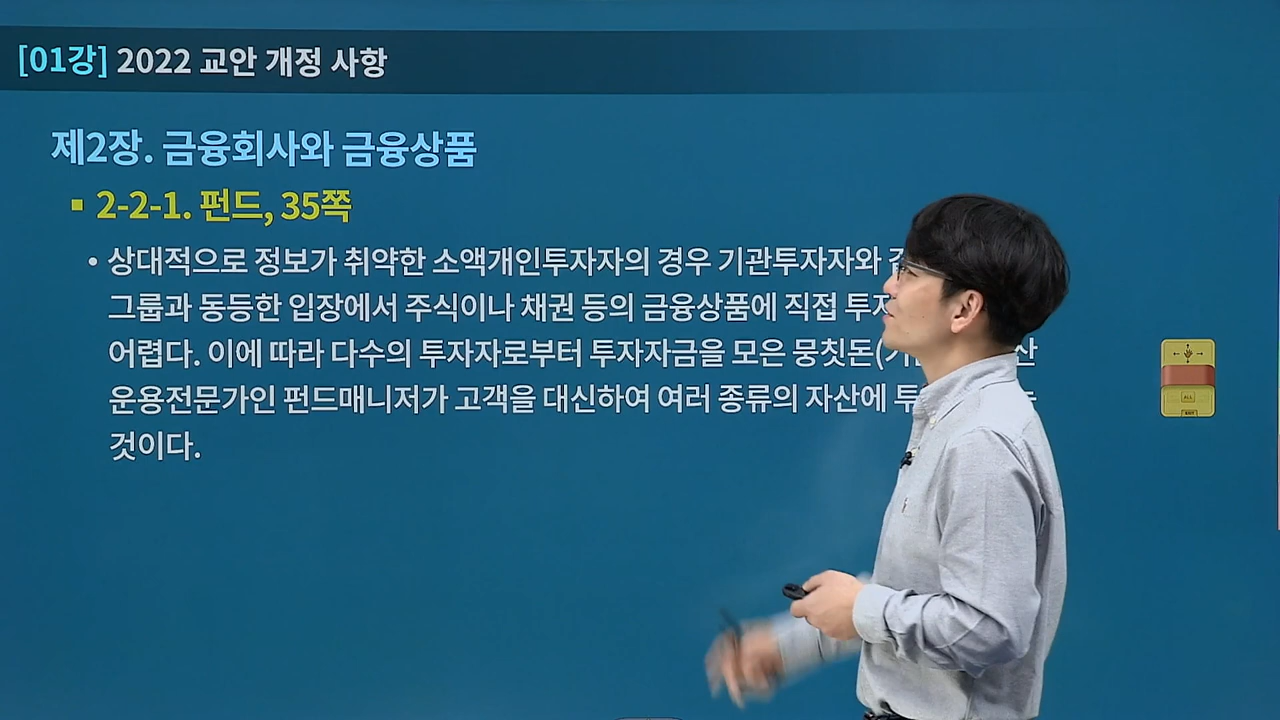 [01강] 2022 교안 개정 사항
제2장. 금융회사와 금융상품
▪ 2-2-1. 펀드, 35쪽
• 상대적으로 정보가 취약한 소액개인투자자의 경우 기관투자자와
그룹과 동등한 입장에서 주식이나 채권 등의 금융상품에 직접
어렵다. 이에 따라 다수의 투자자로부터 투자자금을 모은 뭉칫돈(
운용전문가인 펀드매니저가 고객을 대신하여 여러 종류의 자산에
것이다.
ALL